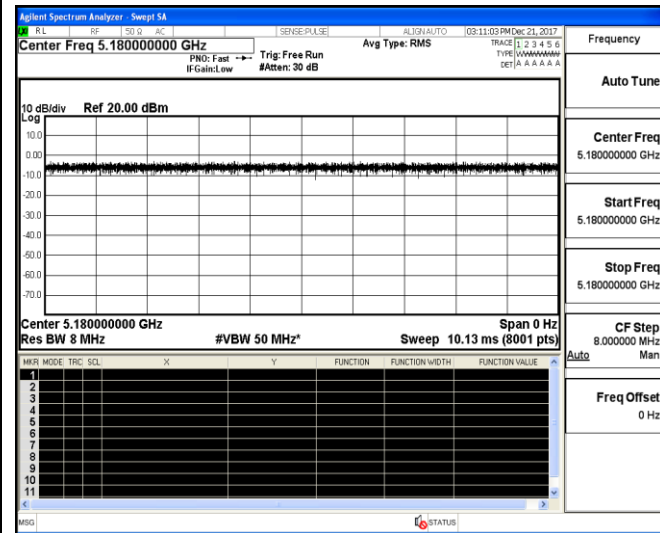 Agilent Spectrum Analyzer - Swept SA
RL RF 50 Ω AC SENSE:PULSE ALIGNAUTO 03:11:03 PM Dec 21, 2017
Center Freq 5.180000000 GHz
PNO: Fast
IFGain:Low
Trig: Free Run
#Atten: 30 dB
Avg Type: RMS
TRACE 1 2 3 4 5 6
TYPE WWWWWW
DET A A A A A A
10 dB/div Ref 20.00 dBm
Log
10.0
0.00
-10.0
-20.0
-30.0
-40.0
-50.0
-60.0
-70.0
Center 5.180000000 GHz Span 0 Hz
Res BW 8 MHz #VBW 50 MHz* Sweep 10.13 ms (8001 pts)
MKR MODE TRC SCL X Y FUNCTION FUNCTION WIDTH FUNCTION VALUE
1
2
3
4
5
6
7
8
9
10
11
MSG STATUS
Frequency
Auto Tune
Center Freq
5.180000000 GHz
Start Freq
5.180000000 GHz
Stop Freq
5.180000000 GHz
CF Step
8.000000 MHz
Auto Man
Freq Offset
0 Hz